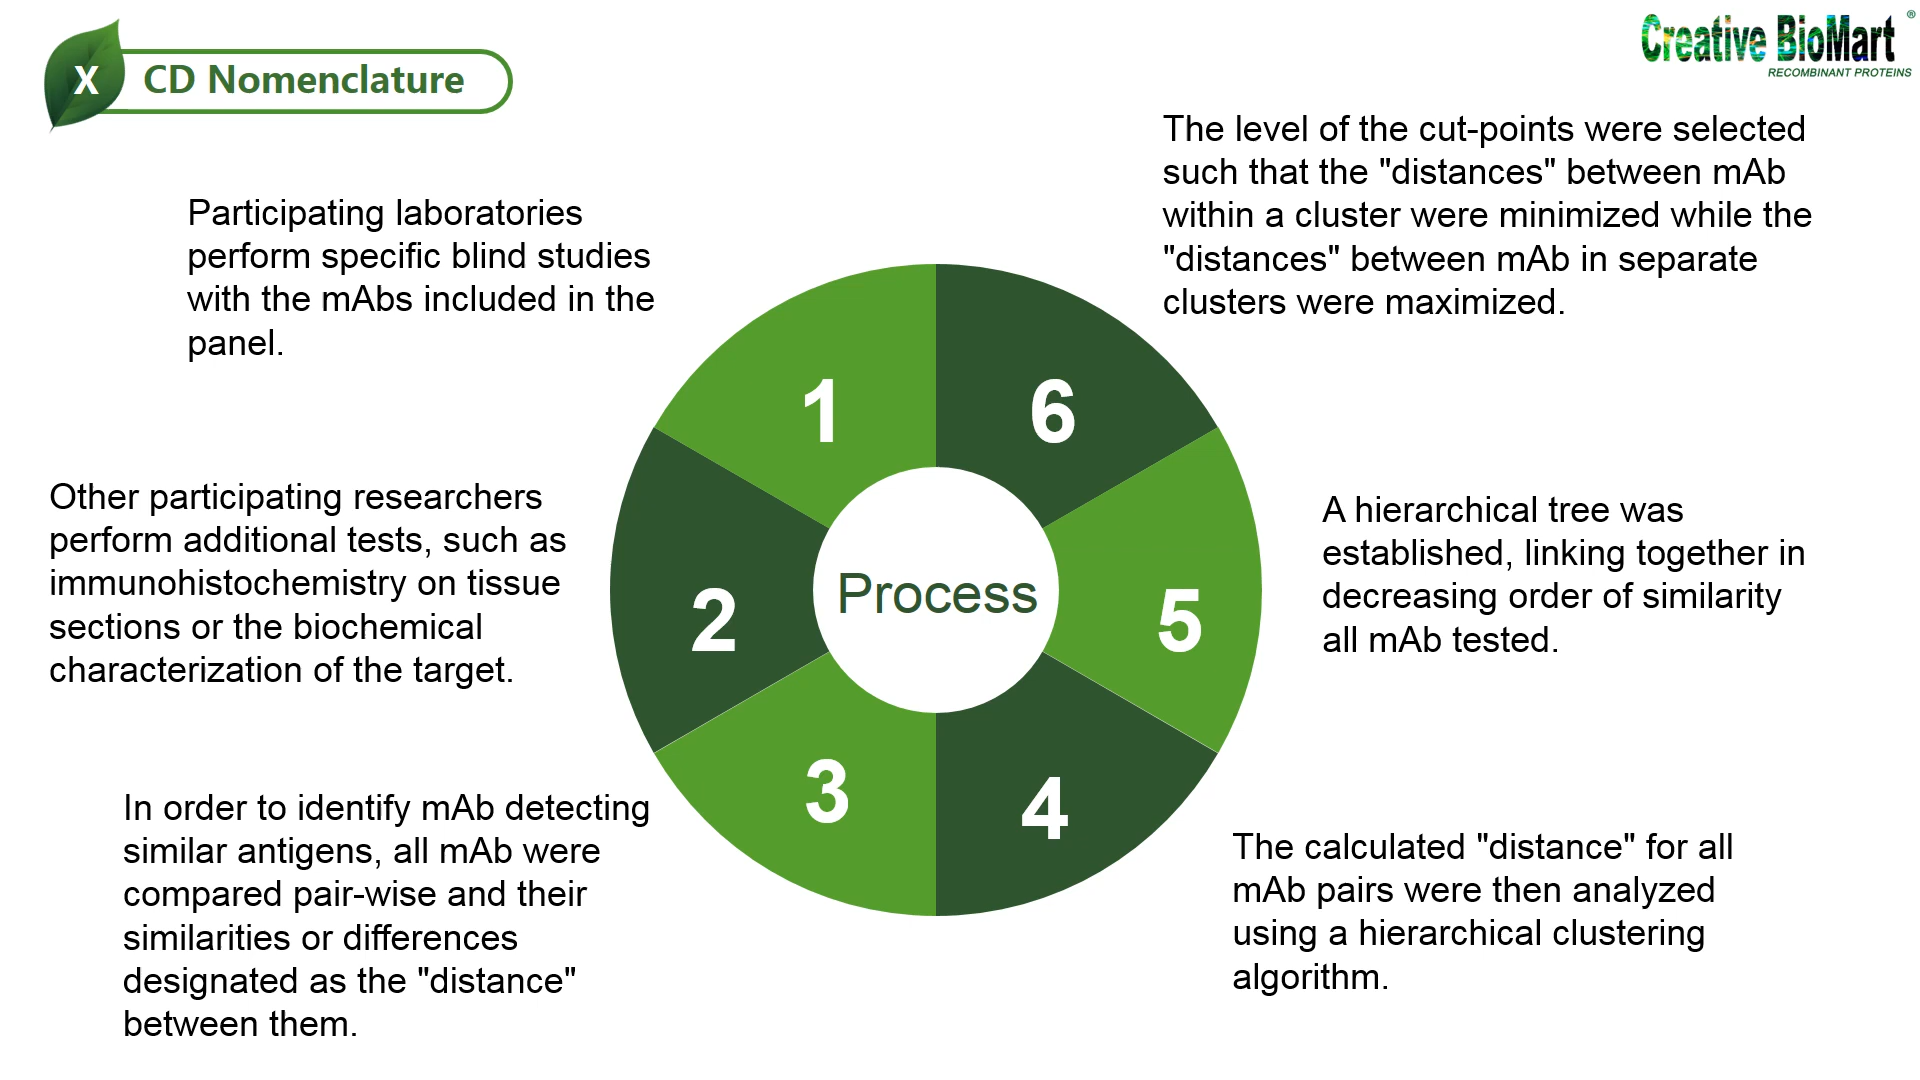 X CD Nomenclature
Creative BioMart ®
RECOMBINANT PROTEINS
Participating laboratories
perform specific blind studies
with the mAbs included in the
panel.
Other participating researchers
perform additional tests, such as
immunohistochemistry on tissue
sections or the biochemical
characterization of the target.
In order to identify mAb detecting
similar antigens, all mAb were
compared pair-wise and their
similarities or differences
designated as the "distance"
between them.
1
2
3
4
5
6
Process
The calculated "distance" for all
mAb pairs were then analyzed
using a hierarchical clustering
algorithm.
A hierarchical tree was
established, linking together in
decreasing order of similarity
all mAb tested.
The level of the cut-points were selected
such that the "distances" between mAb
within a cluster were minimized while the
"distances" between mAb in separate
clusters were maximized.